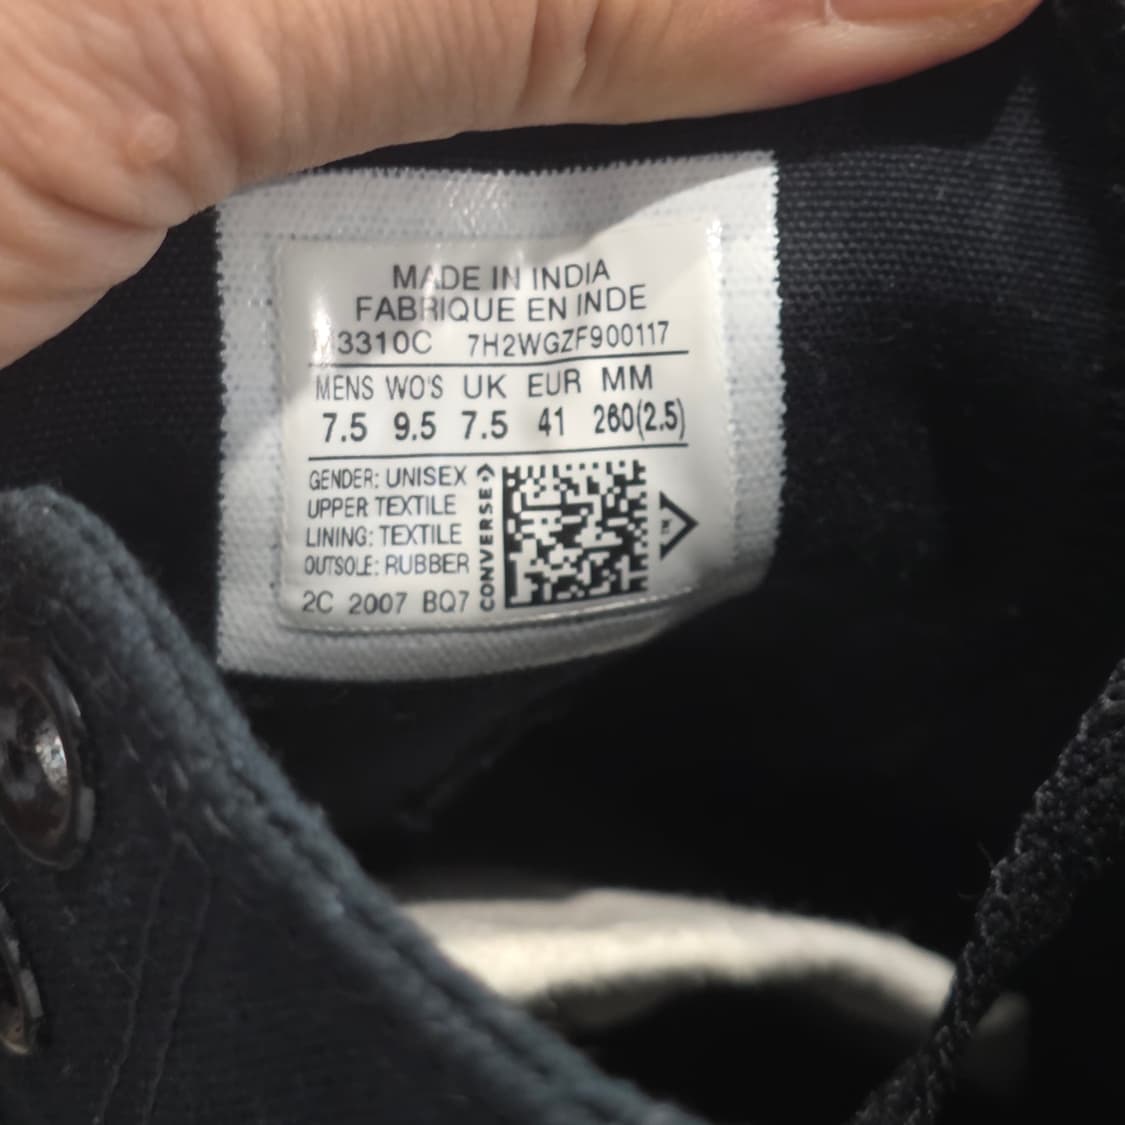 MADE IN INDIA
FABRIQUE EN INDE
3310C 7H2WGZF900117
MENS WO'S UK EUR MM
7.5 9.5 7.5 41 260(2.5)
GENDER: UNISEX
UPPER TEXTILE
LINING: TEXTILE
OUTSOLE: RUBBER
2C 2007 BQ7
CONVERSE
TM